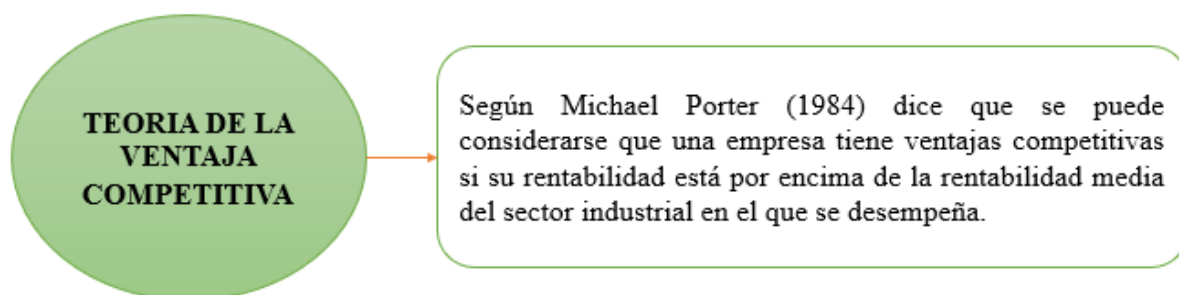 TEORIA DE LA
VENTAJA
COMPETITIVA
Según Michael Porter (1984) dice que se puede
considerarse que una empresa tiene ventajas competitivas
si su rentabilidad está por encima de la rentabilidad media
del sector industrial en el que se desempeña.